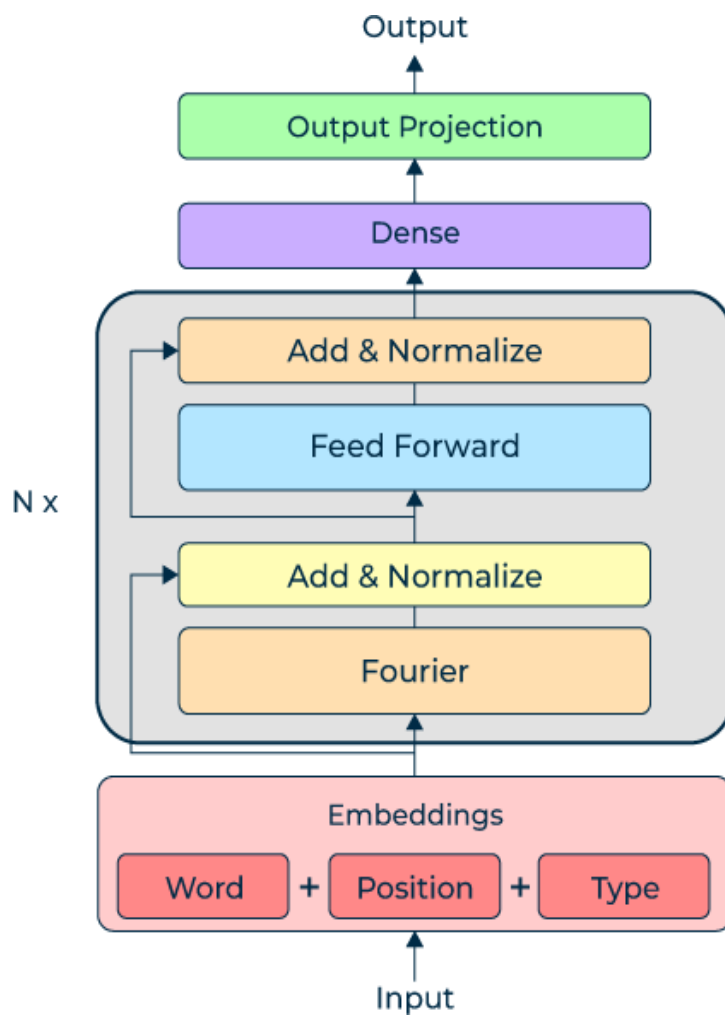 Output
Output Projection
Dense
Add & Normalize
Feed Forward
N x
Add & Normalize
Fourier
Embeddings
Word + Position + Type
Input